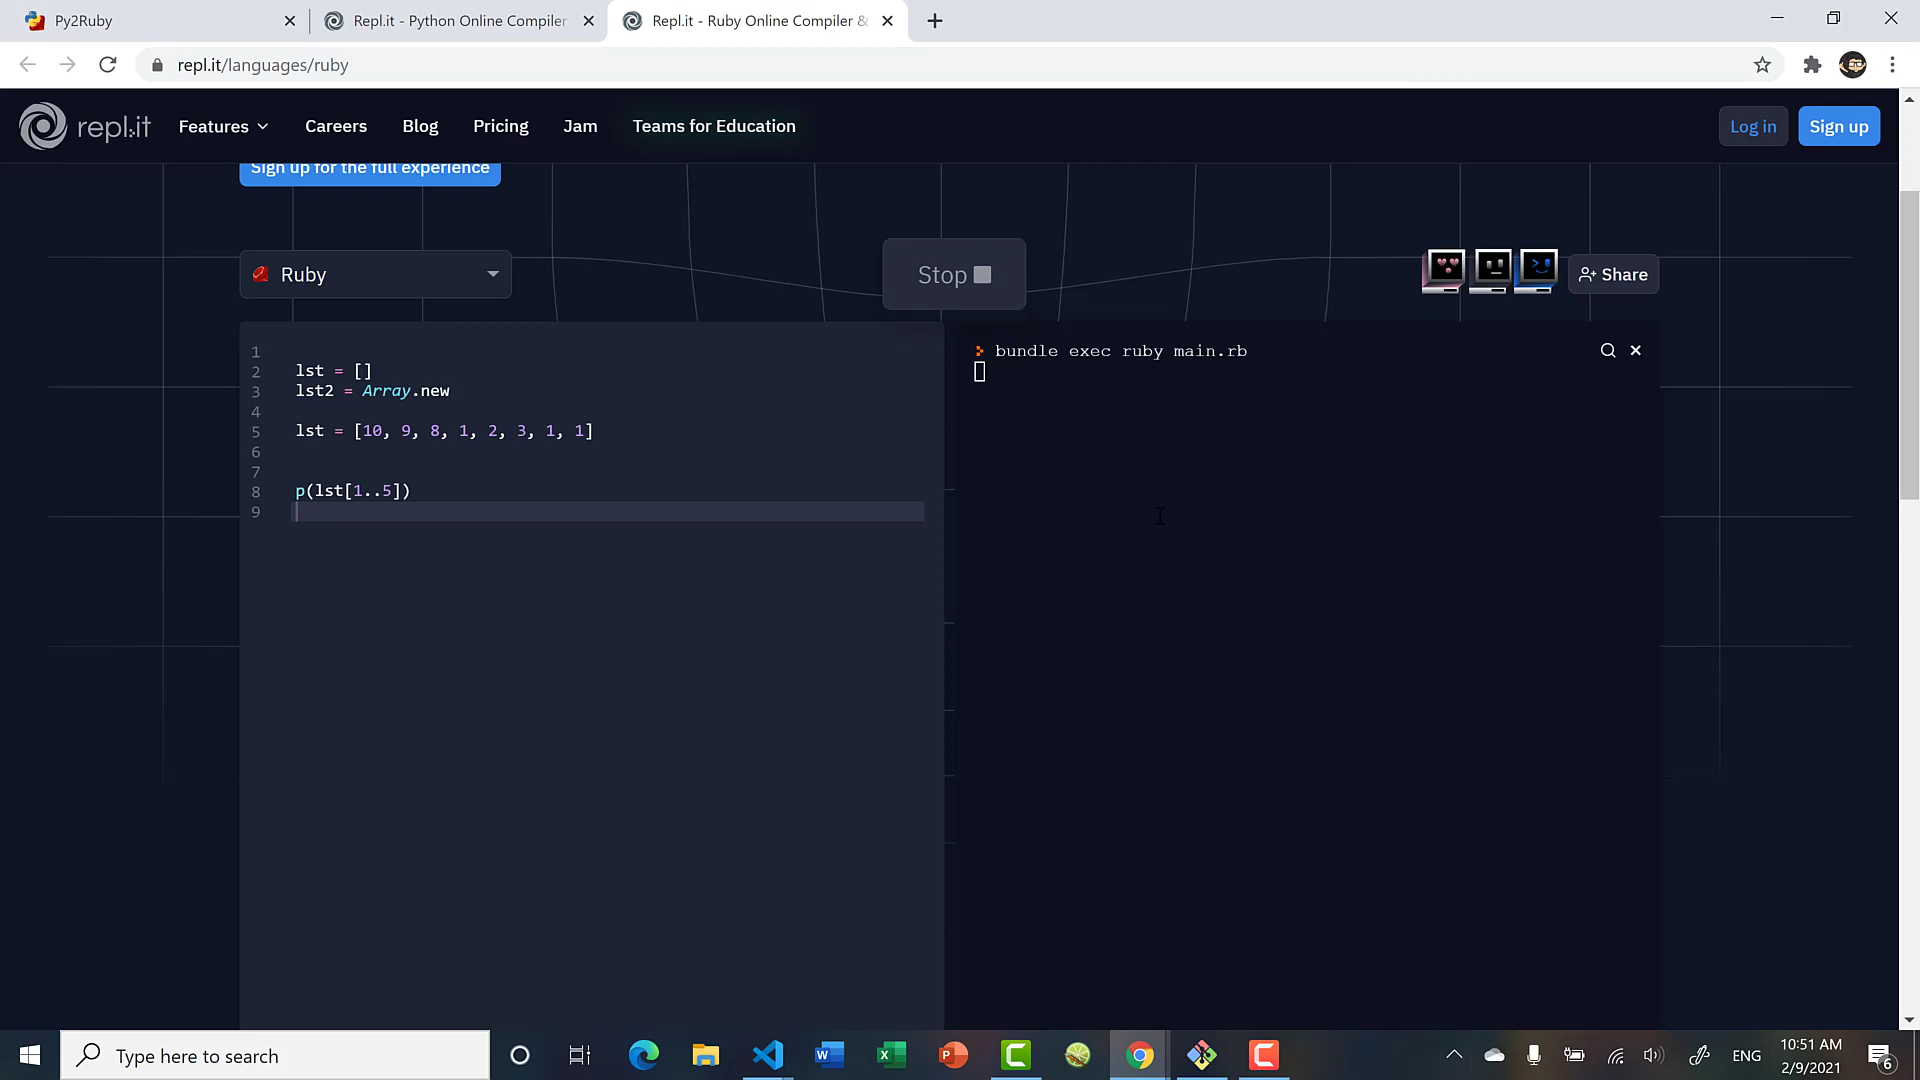 Py2Ruby
Repl.it - Python Online Compiler
Repl.it - Ruby Online Compiler &
repl.it/languages/ruby
repl.it
Features
Careers
Blog
Pricing
Jam
Teams for Education
Log in
Sign up
Sign up for the full experience
Ruby
Stop
Share
1
2 lst = []
3 lst2 = Array.new
4
5 lst = [10, 9, 8, 1, 2, 3, 1, 1]
6
7
8 p(lst[1..5])
9
bundle exec ruby main.rb
Type here to search
ENG
10:51 AM
2/9/2021
6